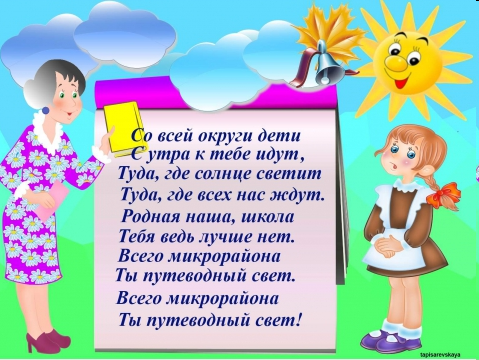 Со всей округи дети
С утра к тебе идут,
Туда, где солнце светит
Туда, где всех нас ждут.
Родная наша, школа
Тебя ведь лучше нет.
Всего микрорайона
Ты путеводный свет.
Всего микрорайона
Ты путеводный свет!
tapisarevskaya